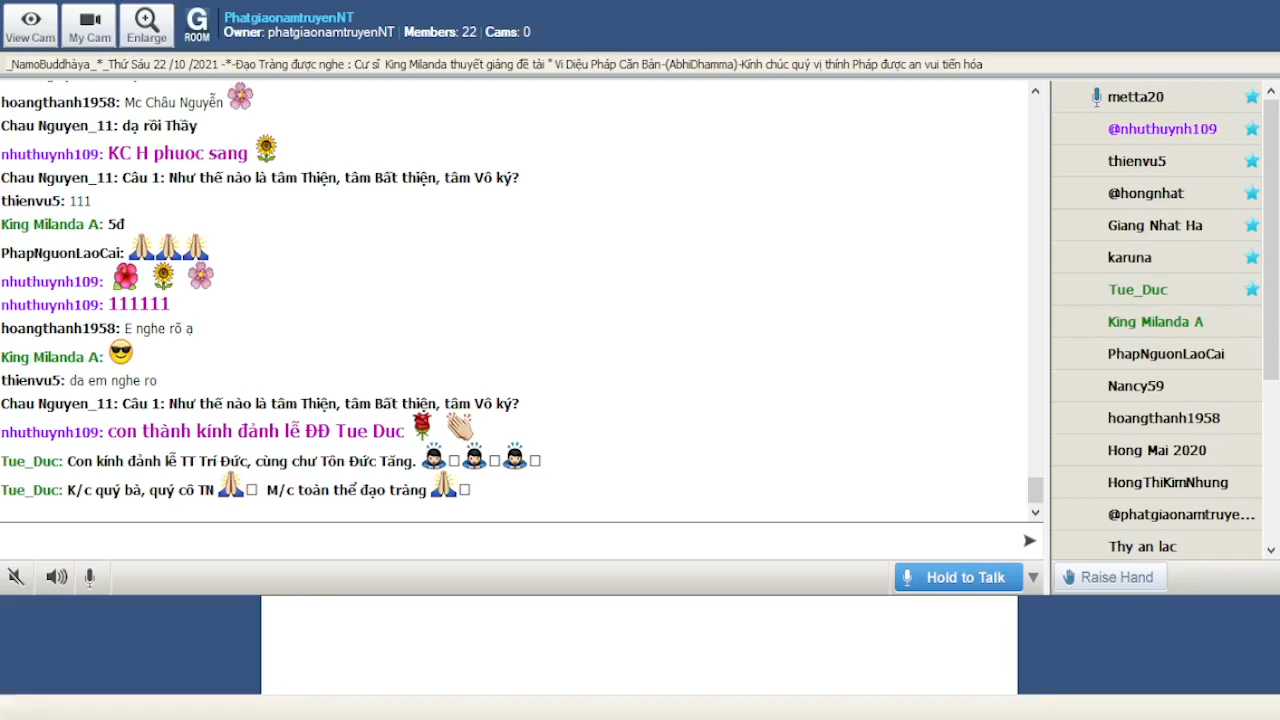 View Cam
My Cam
Enlarge
G ROOM
PhatgiaonamtruyenNT
Owner: phatgiaonamtruyenNT | Members: 22 | Cams: 0
_NamoBuddhàya_*_Thứ Sáu 22 /10 /2021 -*-Đạo Tràng được nghe : Cư sĩ King Milanda thuyết giảng đề tài " Vi Diệu Pháp Căn Bản-(AbhiDhamma)-Kính chúc quý vị thính Pháp được an vui tiến hóa
hoangthanh1958: Mc Châu Nguyễn 🌸
Chau Nguyen_11: dạ rồi Thầy
nhuthuynh109: KC H phuoc sang 🌻
Chau Nguyen_11: Câu 1: Như thế nào là tâm Thiện, tâm Bất thiện, tâm Vô ký?
thienvu5: 111
King Milanda A: 5đ
PhapNguonLaoCai: 🙏🙏🙏
nhuthuynh109: 🌺 🌻 🌸
nhuthuynh109: 111111
hoangthanh1958: E nghe rõ ạ
King Milanda A: 😎
thienvu5: da em nghe ro
Chau Nguyen_11: Câu 1: Như thế nào là tâm Thiện, tâm Bất thiện, tâm Vô ký?
nhuthuynh109: con thành kính đảnh lễ ĐĐ Tue Duc 🌹 👏
Tue_Duc: Con kính đảnh lễ TT Trí Đức, cùng chư Tôn Đức Tăng. 🙇□🙇□🙇□
Tue_Duc: K/c quý bà, quý cô TN 🙏□ M/c toàn thể đạo tràng 🙏□
Hold to Talk
metta20
@nhuthuynh109
thienvu5
@hongnhat
Giang Nhat Ha
karuna
Tue_Duc
King Milanda A
PhapNguonLaoCai
Nancy59
hoangthanh1958
Hong Mai 2020
HongThiKimNhung
@phatgiaonamtruye...
Thy an lac
Raise Hand